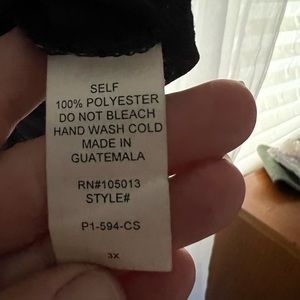 SELF
100% POLYESTER
DO NOT BLEACH
HAND WASH COLD
MADE IN
GUATEMALA
RN#105013
STYLE#
P1-594-CS
3X